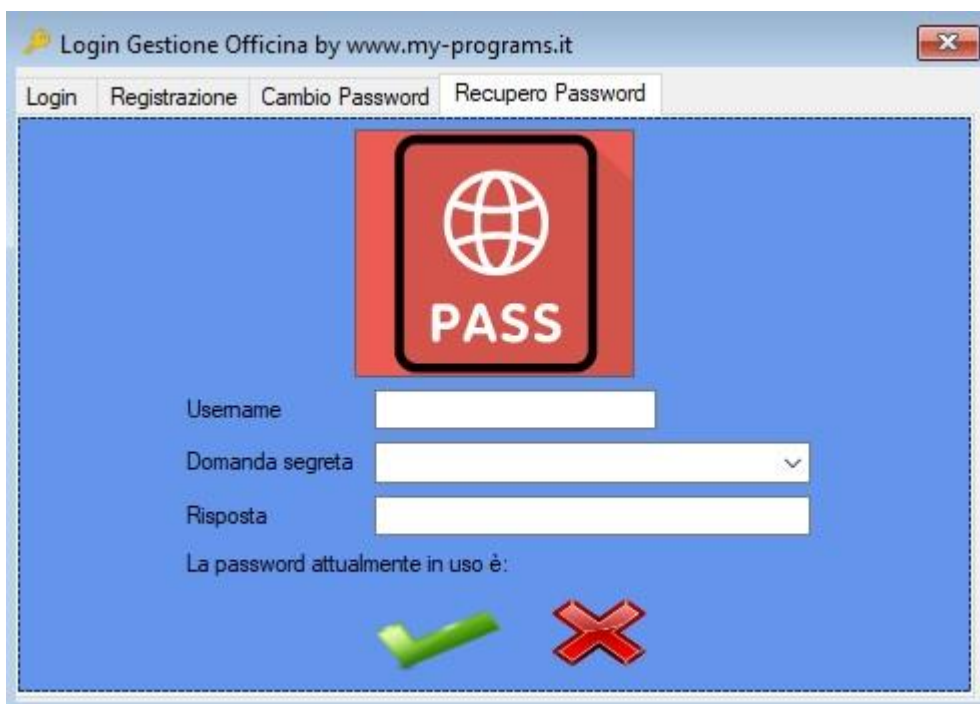 Login Gestione Officina by www.my-programs.it
Login Registrazione Cambio Password Recupero Password
PASS
Username
Domanda segreta
Risposta
La password attualmente in uso è: